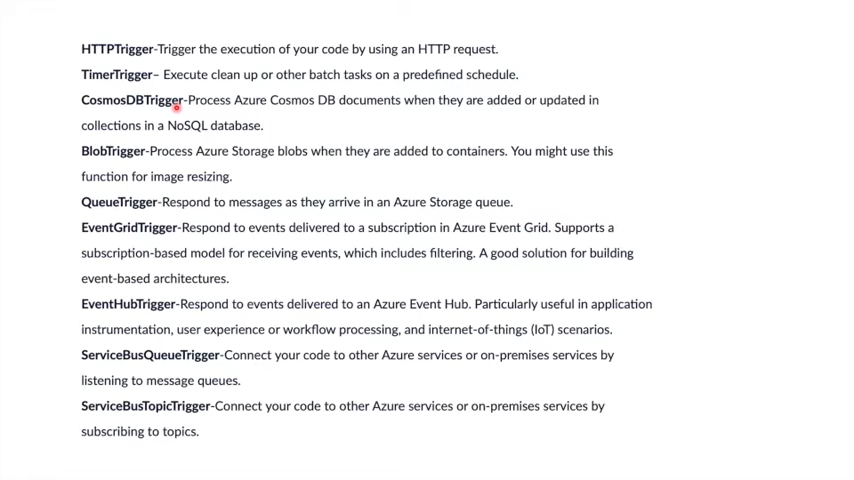 HTTPTrigger-Trigger the execution of your code by using an HTTP request.
TimerTrigger– Execute clean up or other batch tasks on a predefined schedule.
CosmosDBTrigger-Process Azure Cosmos DB documents when they are added or updated in
collections in a NoSQL database.
BlobTrigger-Process Azure Storage blobs when they are added to containers. You might use this
function for image resizing.
QueueTrigger-Respond to messages as they arrive in an Azure Storage queue.
EventGridTrigger-Respond to events delivered to a subscription in Azure Event Grid. Supports a
subscription-based model for receiving events, which includes filtering. A good solution for building
event-based architectures.
EventHubTrigger-Respond to events delivered to an Azure Event Hub. Particularly useful in application
instrumentation, user experience or workflow processing, and internet-of-things (IoT) scenarios.
ServiceBusQueueTrigger-Connect your code to other Azure services or on-premises services by
listening to message queues.
ServiceBusTopicTrigger-Connect your code to other Azure services or on-premises services by
subscribing to topics.